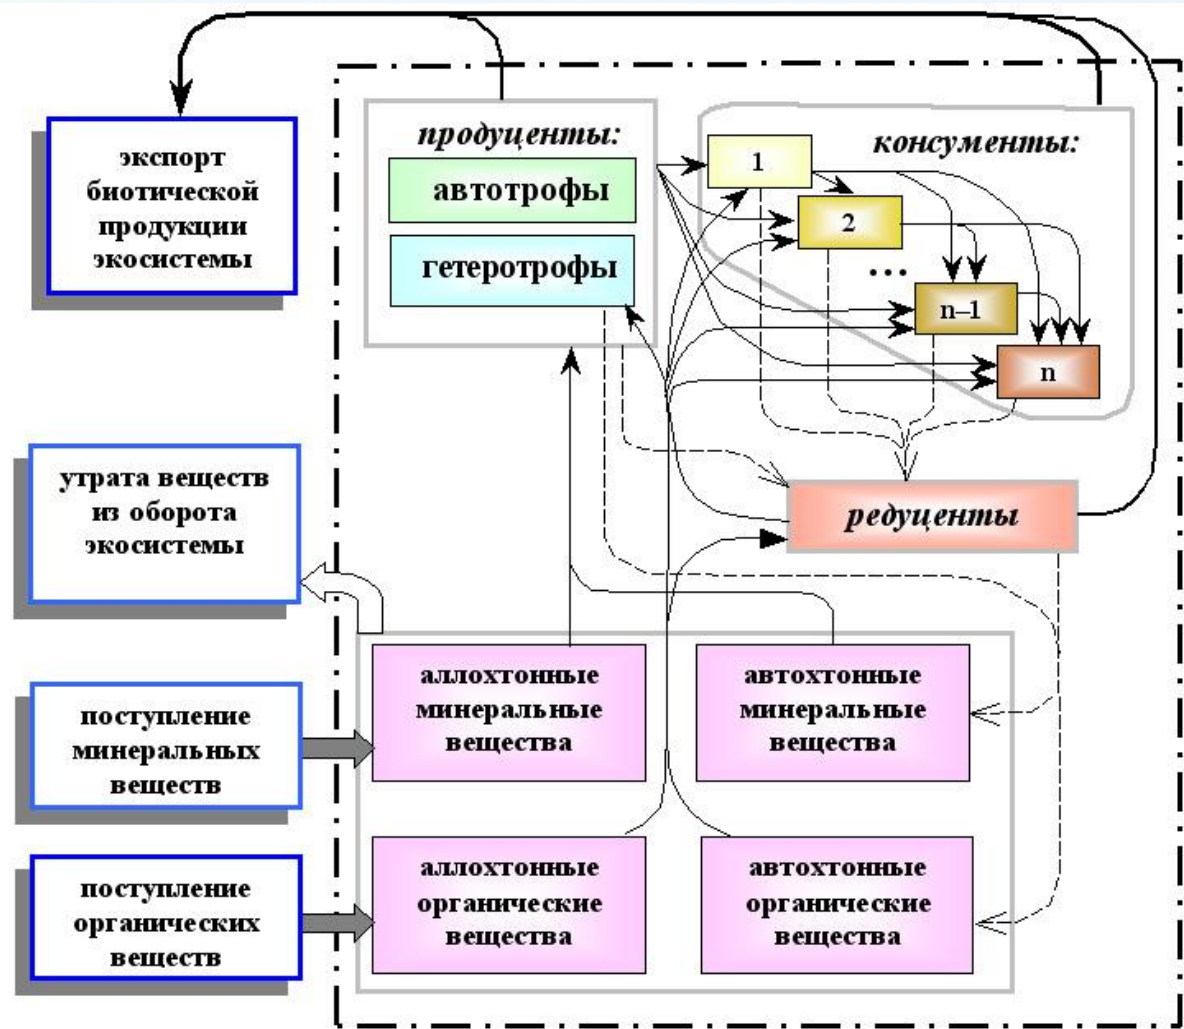 экспорт
биотической
продукции
экосистемы
продуценты:
автотрофы
гетеротрофы
консументы:
1
2
...
n–1
n
редуценты
утрата веществ
из оборота
экосистемы
поступление
минеральных
веществ
аллохтонные
минеральные
вещества
автохтонные
минеральные
вещества
поступление
органических
веществ
аллохтонные
органические
вещества
автохтонные
органические
вещества